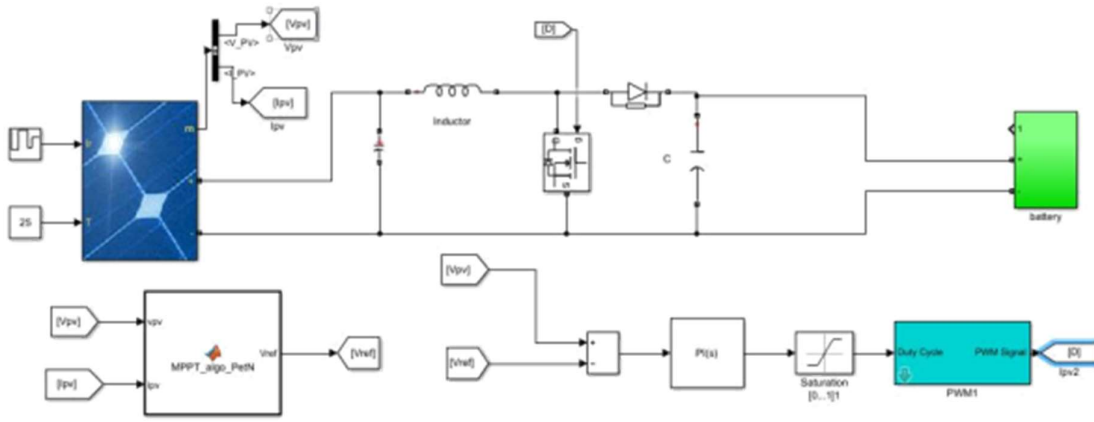 [Vpv]
<V_PV>
Vpv
[Ipv]
Ipv
[D]
Inductor
m
Ir
+
25
T
-
g
D
S
C
+
-
battery
[Vpv]
vpv
[Ipv]
Ipv
MPPT_algo_PetN
Vref
[Vref]
[Vpv]
[Vref]
+
−
PI(s)
Saturation
[0...1]1
Duty Cycle
PWM Signal
PWM1
[D]
Ipv2